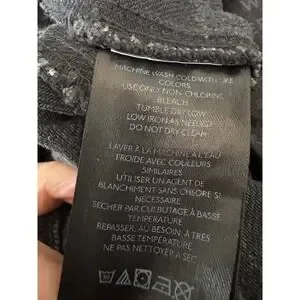 MACHINE WASH COLD WITH LIKE
COLORS
USE ONLY NON-CHLORINE
BLEACH
TUMBLE DRY LOW
LOW IRON AS NEEDED
DO NOT DRY CLEAN
LAVER À LA MACHINE À L'EAU
FROIDE AVEC COULEURS
SIMILAIRES
UTILISER UN AGENT DE
BLANCHIMENT SANS CHLORE SI
NECESSAIRE
SECHER PAR CULBUTAGE À BASSE
TEMPÉRATURE
REPASSER, AU BESOIN, À TRÈS
BASSE TEMPÉRATURE
NE PAS NETTOYER À SEC